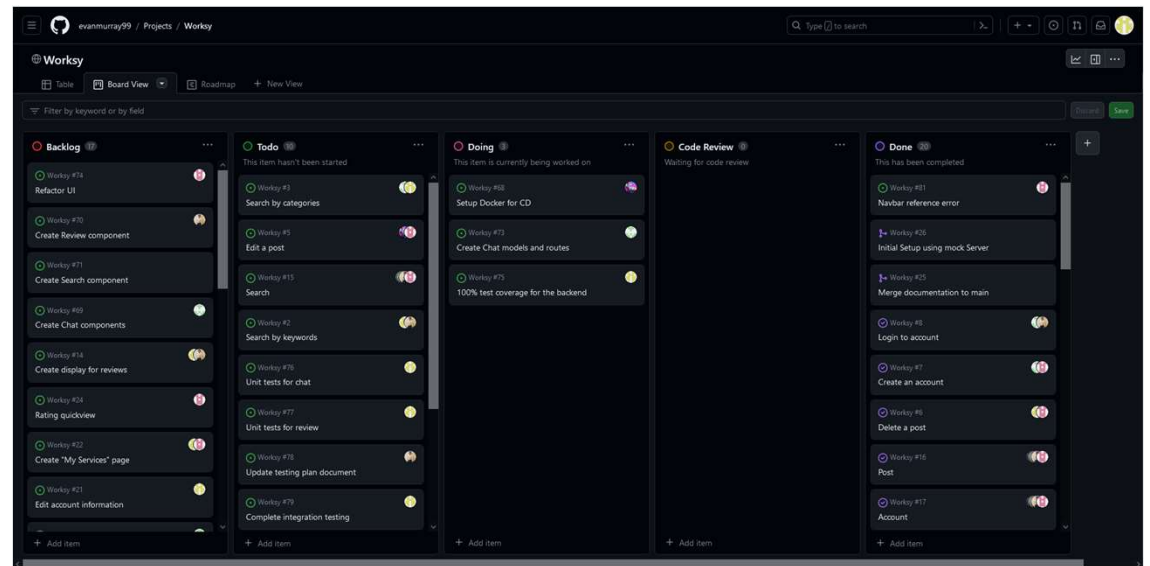 evanmurray99 / Projects / Worksy
Type / to search
Worksy
Table
Board View
Roadmap
+ New View
Filter by keyword or by field
Discard
Save
Backlog 17
Worksy #74
Refactor UI
Worksy #70
Create Review component
Worksy #71
Create Search component
Worksy #69
Create Chat components
Worksy #14
Create display for reviews
Worksy #24
Rating quickview
Worksy #22
Create "My Services" page
Worksy #21
Edit account information
+ Add item
Todo 10
This item hasn't been started
Worksy #3
Search by categories
Worksy #5
Edit a post
Worksy #15
Search
Worksy #2
Search by keywords
Worksy #76
Unit tests for chat
Worksy #77
Unit tests for review
Worksy #78
Update testing plan document
Worksy #79
Complete integration testing
+ Add item
Doing 3
This item is currently being worked on
Worksy #68
Setup Docker for CD
Worksy #73
Create Chat models and routes
Worksy #75
100% test coverage for the backend
+ Add item
Code Review 0
Waiting for code review
+ Add item
Done 20
This has been completed
Worksy #81
Navbar reference error
Worksy #26
Initial Setup using mock Server
Worksy #25
Merge documentation to main
Worksy #8
Login to account
Worksy #7
Create an account
Worksy #6
Delete a post
Worksy #16
Post
Worksy #17
Account
+ Add item